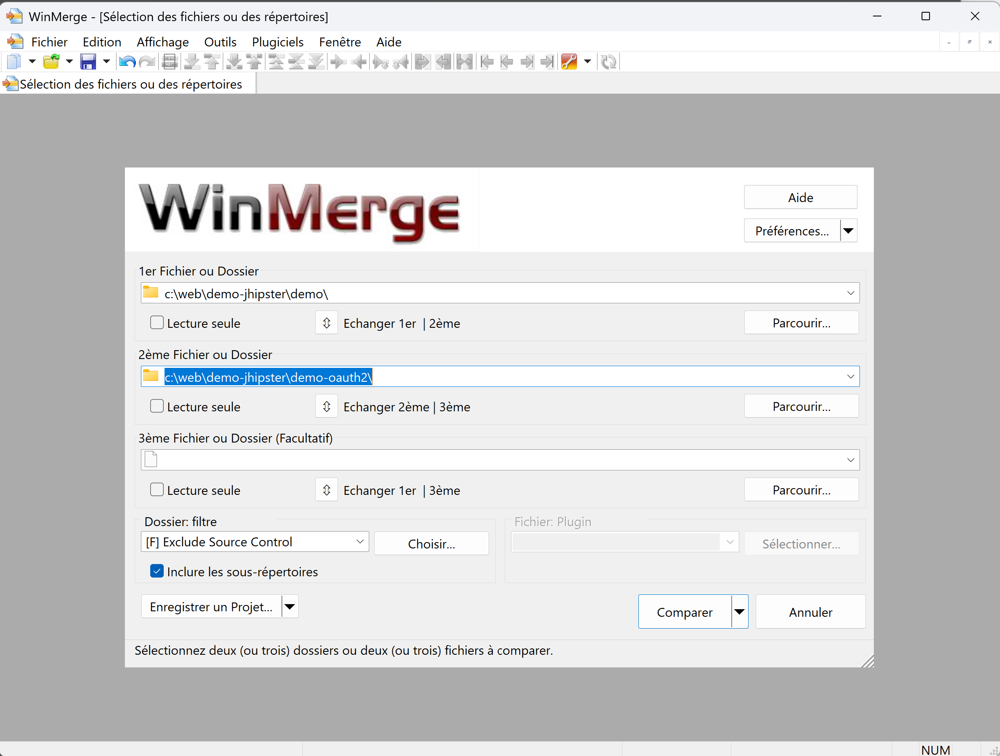 WinMerge - [Sélection des fichiers ou des répertoires]
Fichier Edition Affichage Outils Plugiciels Fenêtre Aide
Sélection des fichiers ou des répertoires
WinMerge
Aide
Préférences...
1er Fichier ou Dossier
c:\web\demo-jhipster\demo\
Lecture seule
Echanger 1er | 2ème
Parcourir...
2ème Fichier ou Dossier
c:\web\demo-jhipster\demo-oauth2\
Lecture seule
Echanger 2ème | 3ème
Parcourir...
3ème Fichier ou Dossier (Facultatif)
Lecture seule
Echanger 1er | 3ème
Parcourir...
Dossier: filtre
[F] Exclude Source Control
Choisir...
Inclure les sous-répertoires
Fichier: Plugin
Sélectionner...
Enregistrer un Projet...
Comparer
Annuler
Sélectionnez deux (ou trois) dossiers ou deux (ou trois) fichiers à comparer.
NUM